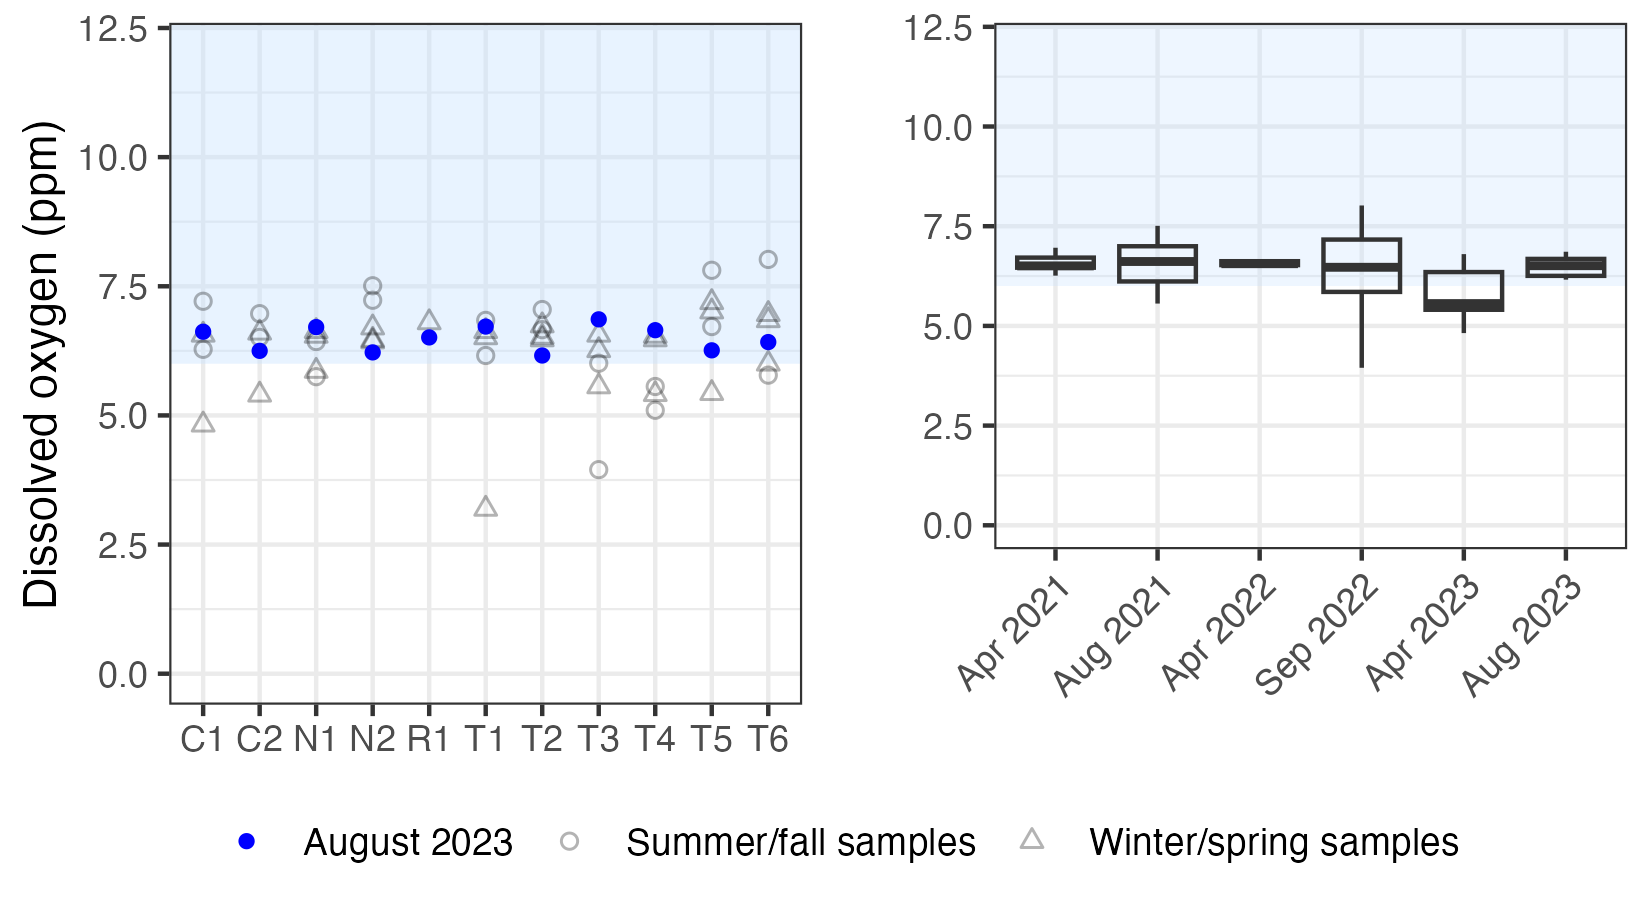 Dissolved oxygen (ppm)
12.5
10.0
7.5
5.0
2.5
0.0
C1 C2 N1 N2 R1 T1 T2 T3 T4 T5 T6
12.5
10.0
7.5
5.0
2.5
0.0
Apr 2021
Aug 2021
Apr 2022
Sep 2022
Apr 2023
Aug 2023
August 2023 Summer/fall samples Winter/spring samples